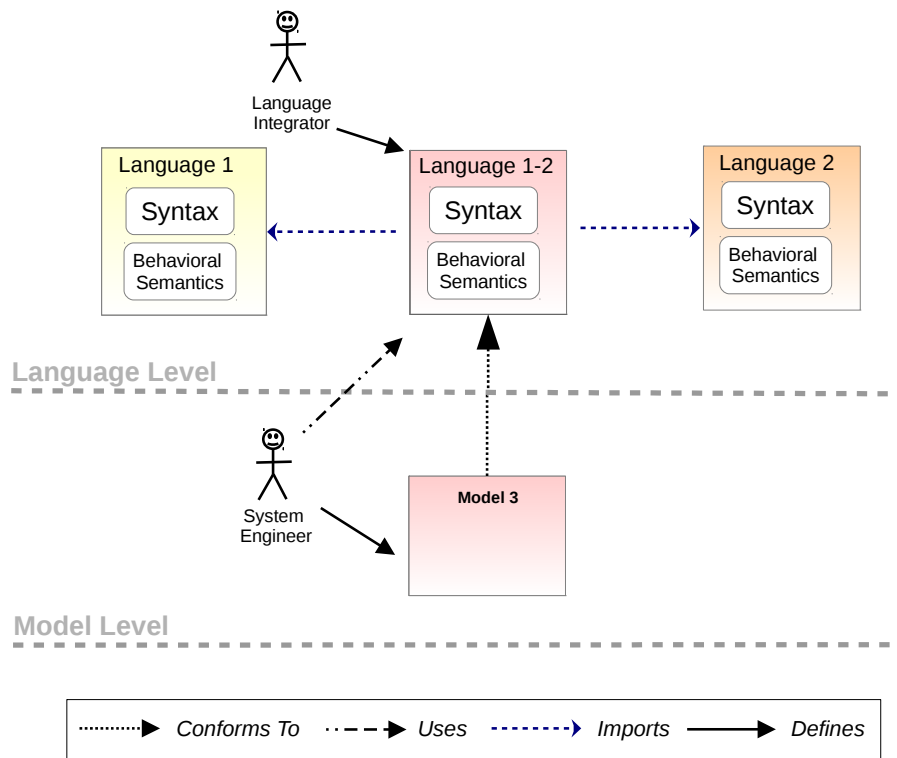 Language
Integrator
Language 1
Syntax
Behavioral
Semantics
Language 1-2
Syntax
Behavioral
Semantics
Language 2
Syntax
Behavioral
Semantics
Language Level
System
Engineer
Model 3
Model Level
Conforms To
Uses
Imports
Defines